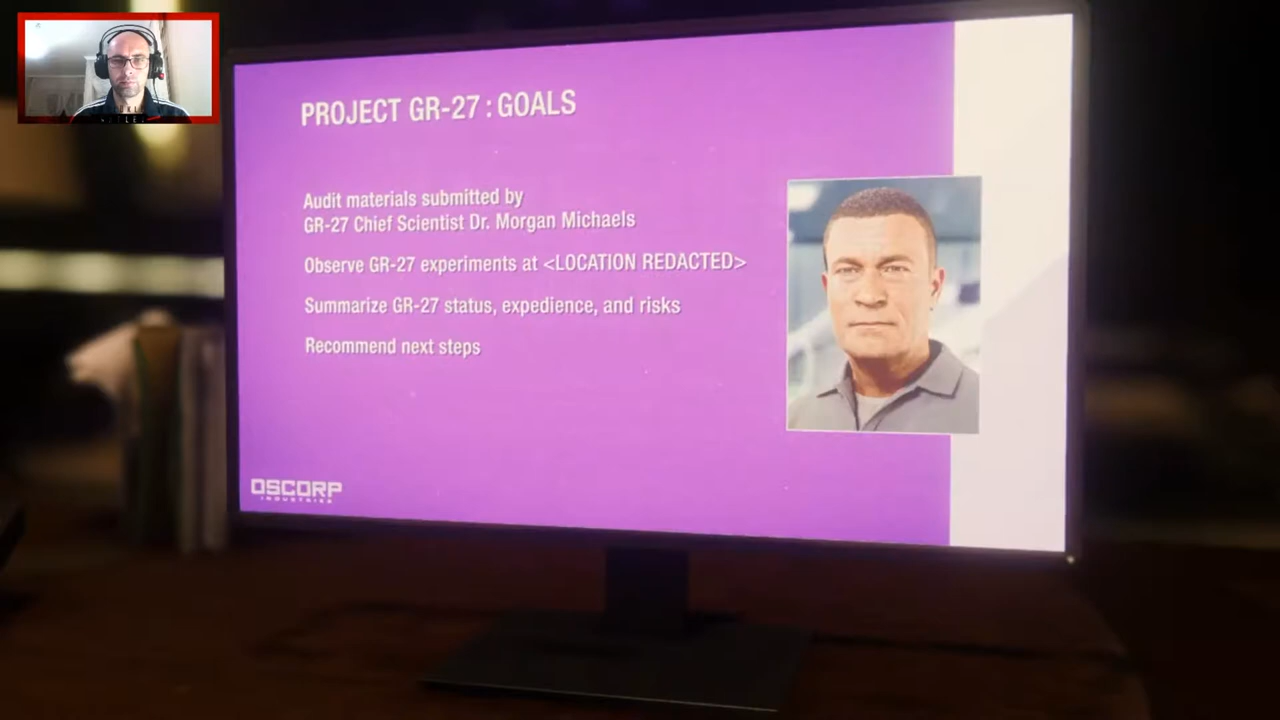 PROJECT GR-27 : GOALS
Audit materials submitted by
GR-27 Chief Scientist Dr. Morgan Michaels
Observe GR-27 experiments at <LOCATION REDACTED>
Summarize GR-27 status, expedience, and risks
Recommend next steps
OSCORP
INDUSTRIES